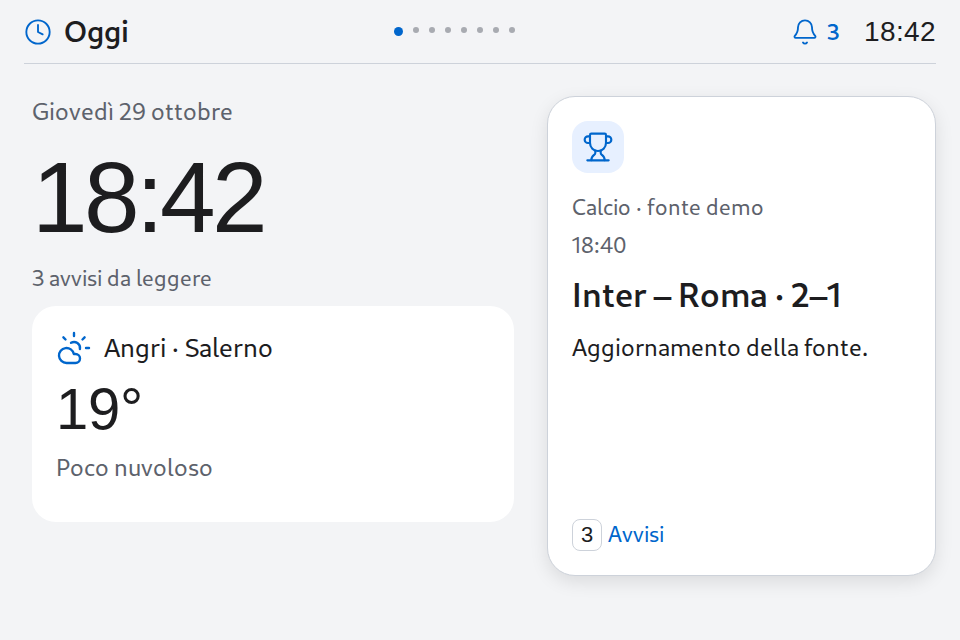 Oggi
3
18:42
Giovedì 29 ottobre
18:42
3 avvisi da leggere
Angri · Salerno
19°
Poco nuvoloso
Calcio · fonte demo
18:40
Inter – Roma · 2–1
Aggiornamento della fonte.
3 Avvisi